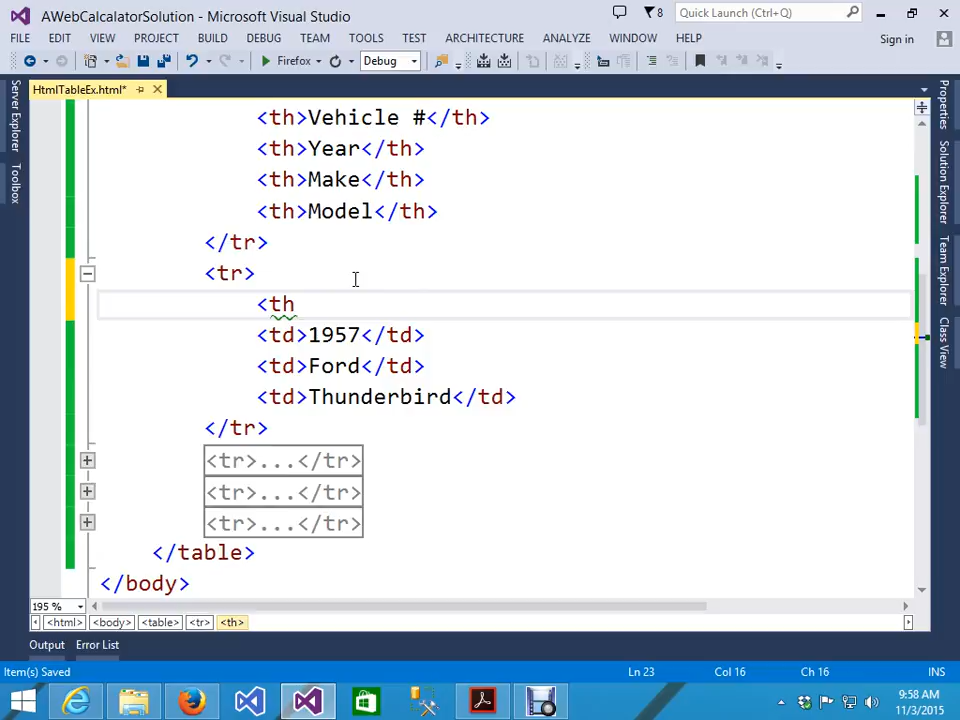 AWebCalcalatorSolution - Microsoft Visual Studio
8
Quick Launch (Ctrl+Q)
FILE EDIT VIEW PROJECT BUILD DEBUG TEAM TOOLS TEST ARCHITECTURE ANALYZE WINDOW HELP Sign in
Firefox Debug
HtmlTableEx.html*
Server Explorer
Toolbox
<th>Vehicle #</th>
<th>Year</th>
<th>Make</th>
<th>Model</th>
</tr>
<tr>
<th
<td>1957</td>
<td>Ford</td>
<td>Thunderbird</td>
</tr>
<tr>...</tr>
<tr>...</tr>
<tr>...</tr>
</table>
</body>
Properties
Solution Explorer
Team Explorer
Class View
195 %
<html> <body> <table> <tr> <th>
Output Error List
Item(s) Saved Ln 23 Col 16 Ch 16 INS
9:58 AM
11/3/2015